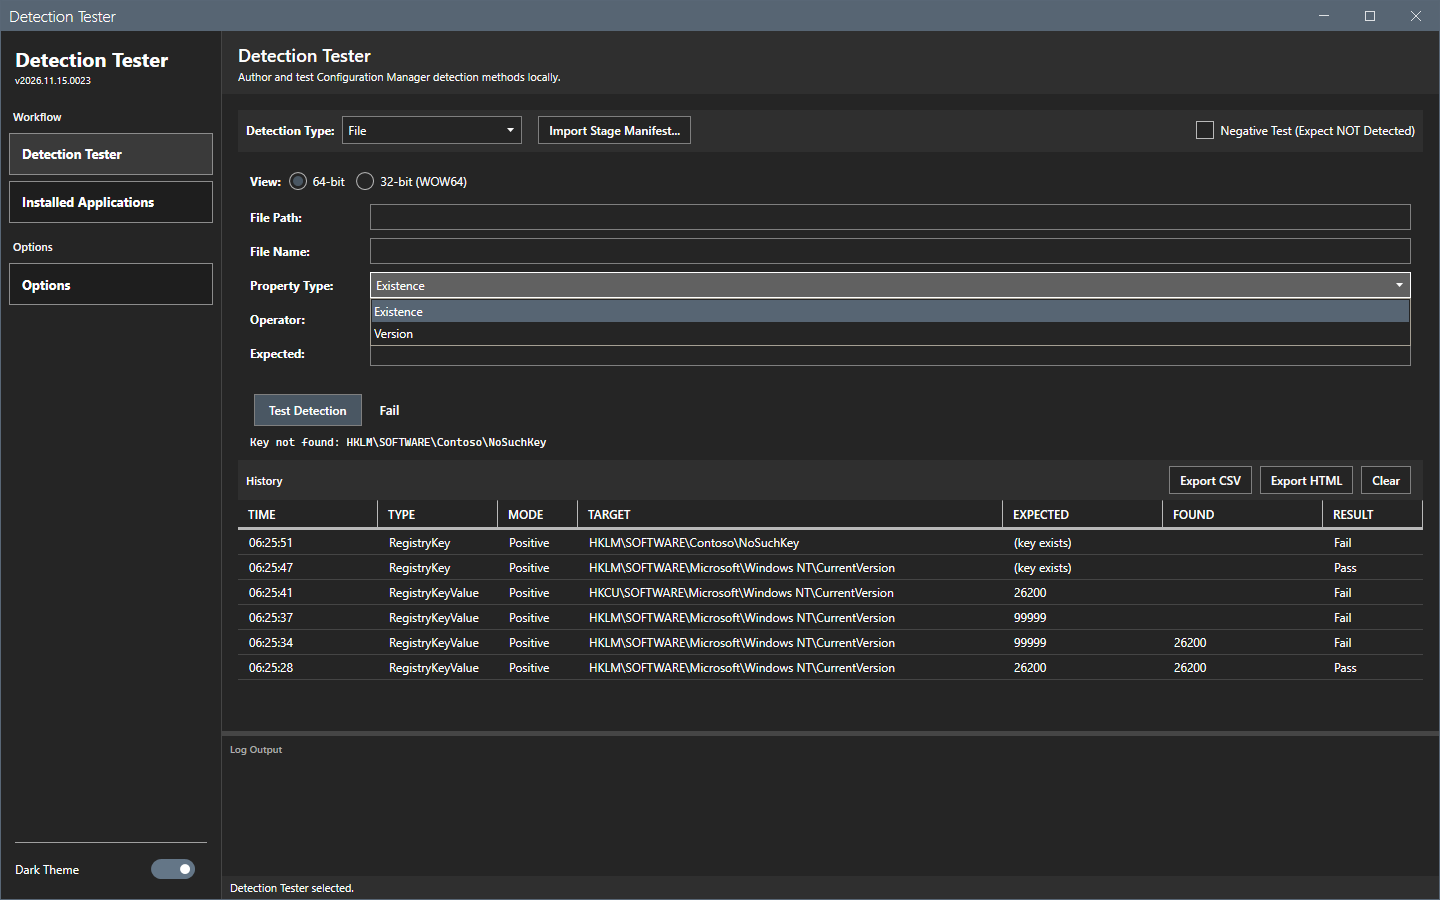 Detection Tester
Detection Tester
v2026.11.15.0023
Workflow
Detection Tester
Installed Applications
Options
Options
Dark Theme
Detection Tester
Author and test Configuration Manager detection methods locally.
Detection Type: File Import Stage Manifest... Negative Test (Expect NOT Detected)
View: 64-bit 32-bit (WOW64)
File Path:
File Name:
Property Type: Existence
Existence
Operator:
Version
Expected:
Test Detection Fail
Key not found: HKLM\SOFTWARE\Contoso\NoSuchKey
History Export CSV Export HTML Clear
TIME TYPE MODE TARGET EXPECTED FOUND RESULT
06:25:51 RegistryKey Positive HKLM\SOFTWARE\Contoso\NoSuchKey (key exists) Fail
06:25:47 RegistryKey Positive HKLM\SOFTWARE\Microsoft\Windows NT\CurrentVersion (key exists) Pass
06:25:41 RegistryKeyValue Positive HKCU\SOFTWARE\Microsoft\Windows NT\CurrentVersion 26200 Fail
06:25:37 RegistryKeyValue Positive HKLM\SOFTWARE\Microsoft\Windows NT\CurrentVersion 99999 Fail
06:25:34 RegistryKeyValue Positive HKLM\SOFTWARE\Microsoft\Windows NT\CurrentVersion 99999 26200 Fail
06:25:28 RegistryKeyValue Positive HKLM\SOFTWARE\Microsoft\Windows NT\CurrentVersion 26200 26200 Pass
Log Output
Detection Tester selected.